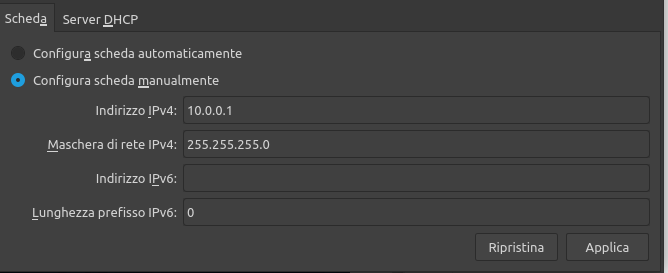 Scheda Server DHCP
Configura scheda automaticamente
Configura scheda manualmente
Indirizzo IPv4: 10.0.0.1
Maschera di rete IPv4: 255.255.255.0
Indirizzo IPv6:
Lunghezza prefisso IPv6: 0
Ripristina Applica